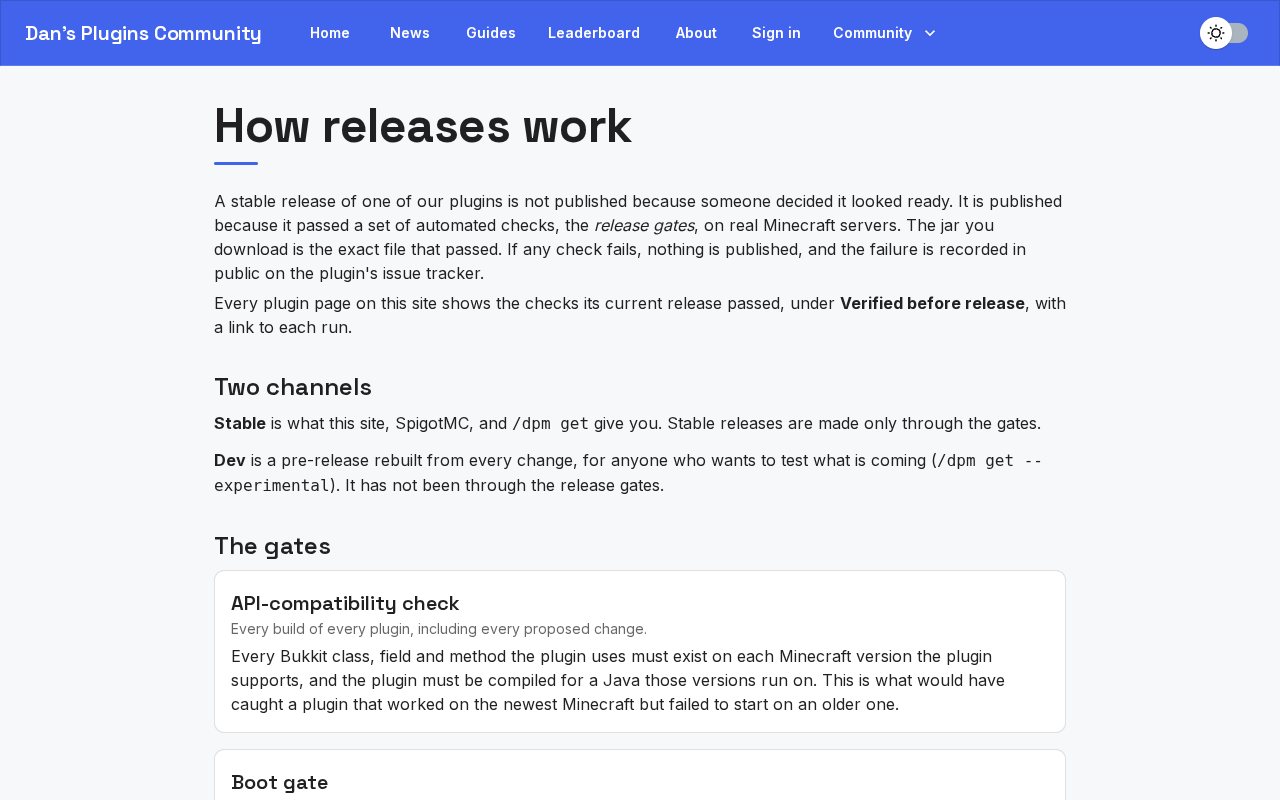 Dan's Plugins Community
Home
News
Guides
Leaderboard
About
Sign in
Community
How releases work
A stable release of one of our plugins is not published because someone decided it looked ready. It is published
because it passed a set of automated checks, the release gates, on real Minecraft servers. The jar you
download is the exact file that passed. If any check fails, nothing is published, and the failure is recorded in
public on the plugin's issue tracker.
Every plugin page on this site shows the checks its current release passed, under Verified before release, with
a link to each run.
Two channels
Stable is what this site, SpigotMC, and /dpm get give you. Stable releases are made only through the gates.
Dev is a pre-release rebuilt from every change, for anyone who wants to test what is coming (/dpm get --
experimental). It has not been through the release gates.
The gates
API-compatibility check
Every build of every plugin, including every proposed change.
Every Bukkit class, field and method the plugin uses must exist on each Minecraft version the plugin
supports, and the plugin must be compiled for a Java those versions run on. This is what would have
caught a plugin that worked on the newest Minecraft but failed to start on an older one.
Boot gate